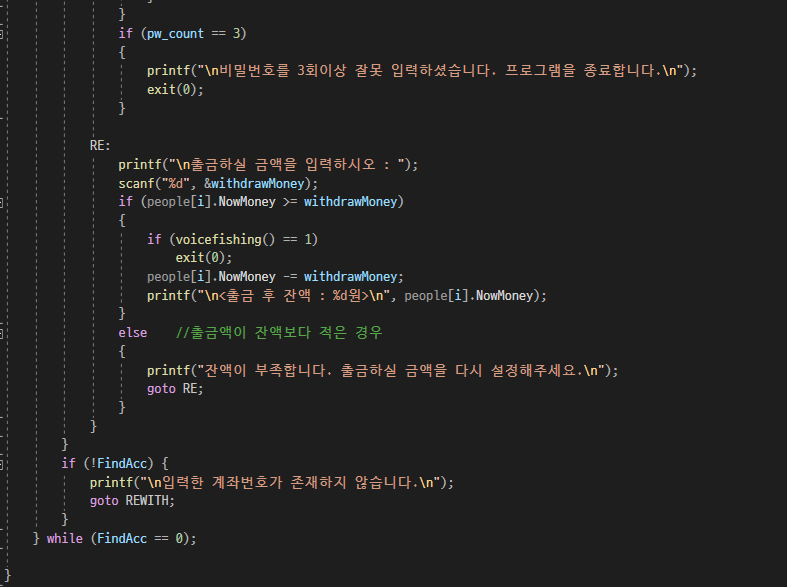 }
if (pw_count == 3)
{
printf("\n비밀번호를 3회이상 잘못 입력하셨습니다. 프로그램을 종료합니다.\n");
exit(0);
}
RE:
printf("\n출금하실 금액을 입력하시오 : ");
scanf("%d", &withdrawMoney);
if (people[i].NowMoney >= withdrawMoney)
{
if (voicefishing() == 1)
exit(0);
people[i].NowMoney -= withdrawMoney;
printf("\n<출금 후 잔액 : %d원>\n", people[i].NowMoney);
}
else //출금액이 잔액보다 적은 경우
{
printf("잔액이 부족합니다. 출금하실 금액을 다시 설정해주세요.\n");
goto RE;
}
}
}
if (!FindAcc) {
printf("\n입력한 계좌번호가 존재하지 않습니다.\n");
goto REWITH;
}
} while (FindAcc == 0);
}